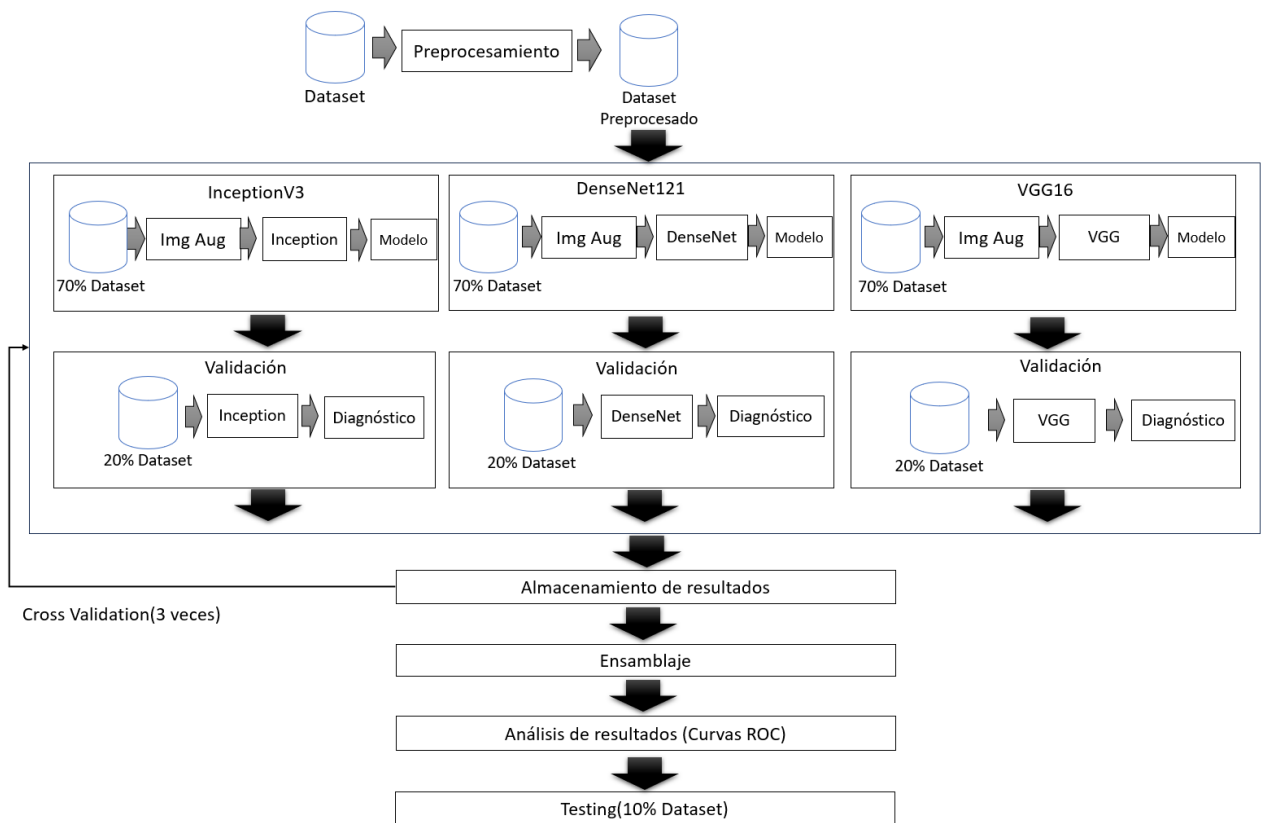 Dataset
Preprocesamiento
Dataset
Preprocesado
InceptionV3
70% Dataset
Img Aug
Inception
Modelo
DenseNet121
70% Dataset
Img Aug
DenseNet
Modelo
VGG16
70% Dataset
Img Aug
VGG
Modelo
Validación
20% Dataset
Inception
Diagnóstico
Validación
20% Dataset
DenseNet
Diagnóstico
Validación
20% Dataset
VGG
Diagnóstico
Almacenamiento de resultados
Cross Validation(3 veces)
Ensamblaje
Análisis de resultados (Curvas ROC)
Testing(10% Dataset)